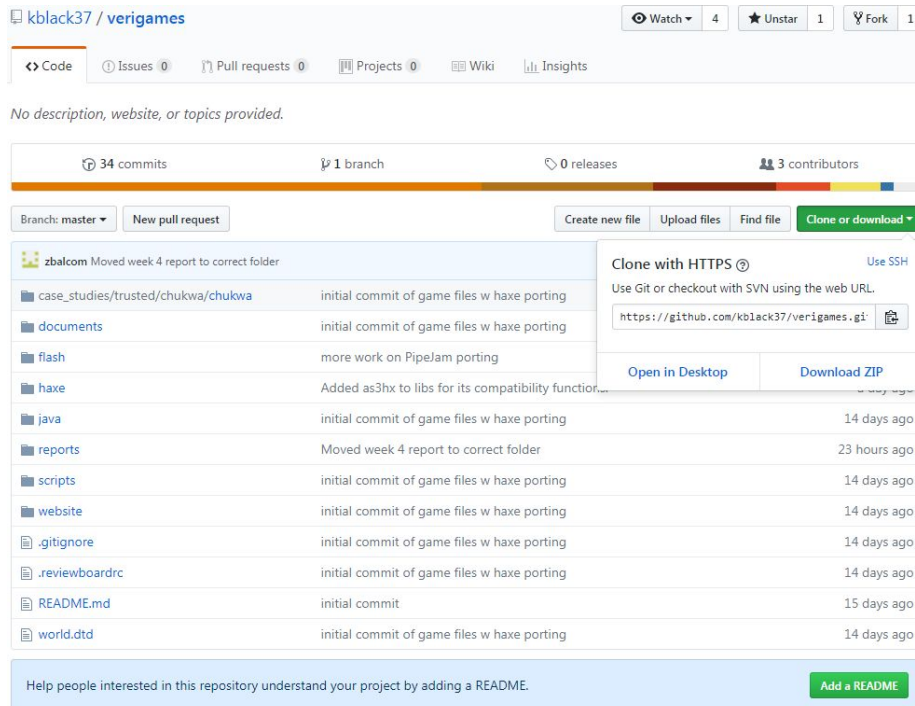 kblack37 / verigames
Watch 4 Unstar 1 Fork 1
Code Issues 0 Pull requests 0 Projects 0 Wiki Insights
No description, website, or topics provided.
34 commits 1 branch 0 releases 3 contributors
Branch: master New pull request Create new file Upload files Find file Clone or download
zbalcom Moved week 4 report to correct folder
Clone with HTTPS Use SSH
Use Git or checkout with SVN using the web URL.
https://github.com/kblack37/verigames.gi
Open in Desktop Download ZIP
case_studies/trusted/chukwa/chukwa initial commit of game files w haxe porting
documents initial commit of game files w haxe porting
flash more work on PipeJam porting
haxe Added as3hx to libs for its compatibility functions. a day ago
java initial commit of game files w haxe porting 14 days ago
reports Moved week 4 report to correct folder 23 hours ago
scripts initial commit of game files w haxe porting 14 days ago
website initial commit of game files w haxe porting 14 days ago
.gitignore initial commit of game files w haxe porting 14 days ago
.reviewboardrc initial commit of game files w haxe porting 14 days ago
README.md initial commit 15 days ago
world.dtd initial commit of game files w haxe porting 14 days ago
Help people interested in this repository understand your project by adding a README. Add a README